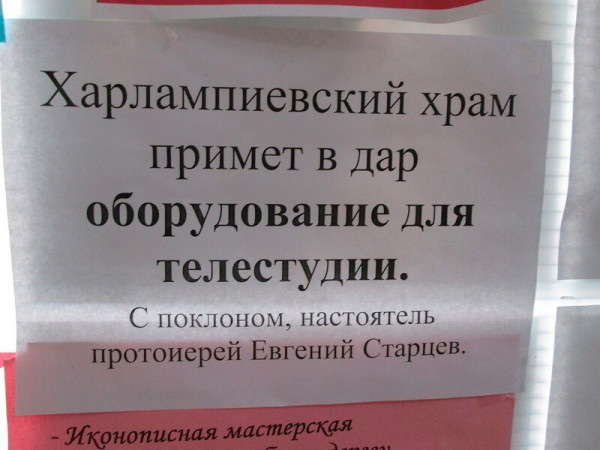 Харлампиевский храм
примет в дар
оборудование для
телестудии.
С поклоном, настоятель
протоиерей Евгений Старцев.
- Иконописная мастерская